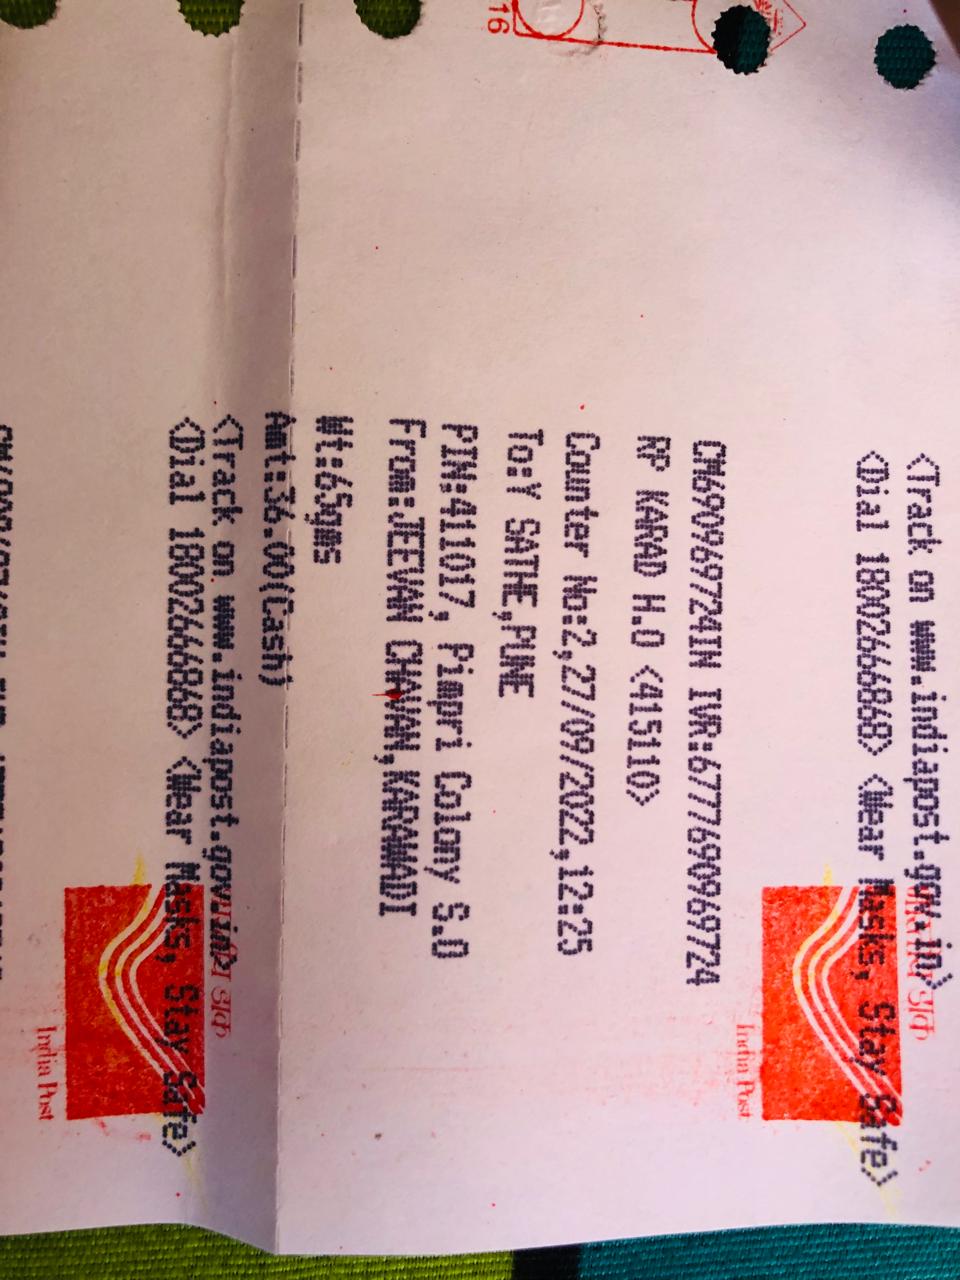 <Track on www.indiapost.gov.in>
<Dial 18002666868> <Wear Masks, Stay Safe>
India Post
CM690969724IN IVR:6777690969724
RP KARAD H.O <415110>
Counter No:2,27/09/2022,12:25
To:Y SATHE,PUNE
PIN:411017, Pimpri Colony S.O
From:JEEVAN CHAVAN,KARAWADI
Wt:65gms
Amt:36.00(Cash)
<Track on www.indiapost.gov.in>
<Dial 18002666868> <Wear Masks, Stay Safe>
डाक
India Post
16